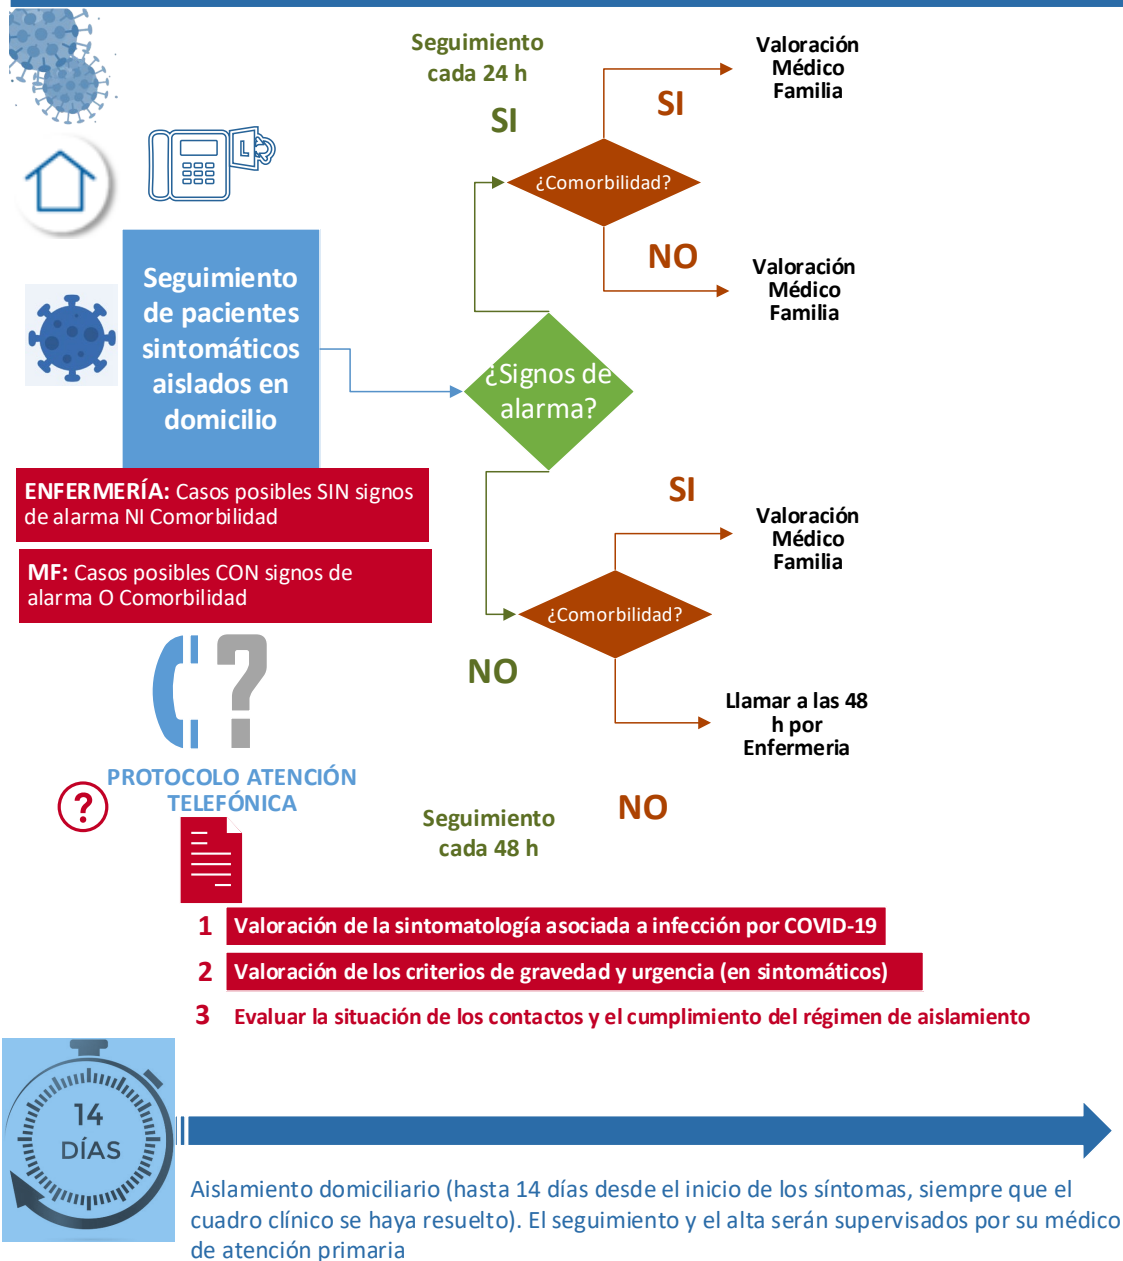 Seguimiento
cada 24 h
SI
Valoración
Médico
Familia
SI
¿Comorbilidad?
NO
Valoración
Médico
Familia
Seguimiento
de pacientes
sintomáticos
aislados en
domicilio
¿Signos de
alarma?
ENFERMERÍA: Casos posibles SIN signos
de alarma NI Comorbilidad
MF: Casos posibles CON signos de
alarma O Comorbilidad
SI
Valoración
Médico
Familia
¿Comorbilidad?
NO
Llamar a las 48
h por
Enfermeria
NO
Seguimiento
cada 48 h
?
PROTOCOLO ATENCIÓN
TELEFÓNICA
?
1 Valoración de la sintomatología asociada a infección por COVID-19
2 Valoración de los criterios de gravedad y urgencia (en sintomáticos)
3 Evaluar la situación de los contactos y el cumplimiento del régimen de aislamiento
14
DÍAS
Aislamiento domiciliario (hasta 14 días desde el inicio de los síntomas, siempre que el
cuadro clínico se haya resuelto). El seguimiento y el alta serán supervisados por su médico
de atención primaria